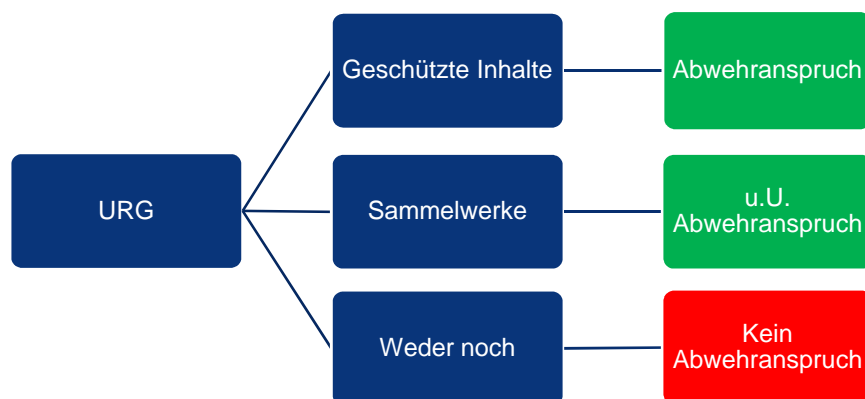 Geschützte Inhalte
Abwehranspruch
URG
Sammelwerke
u.U.
Abwehranspruch
Weder noch
Kein
Abwehranspruch